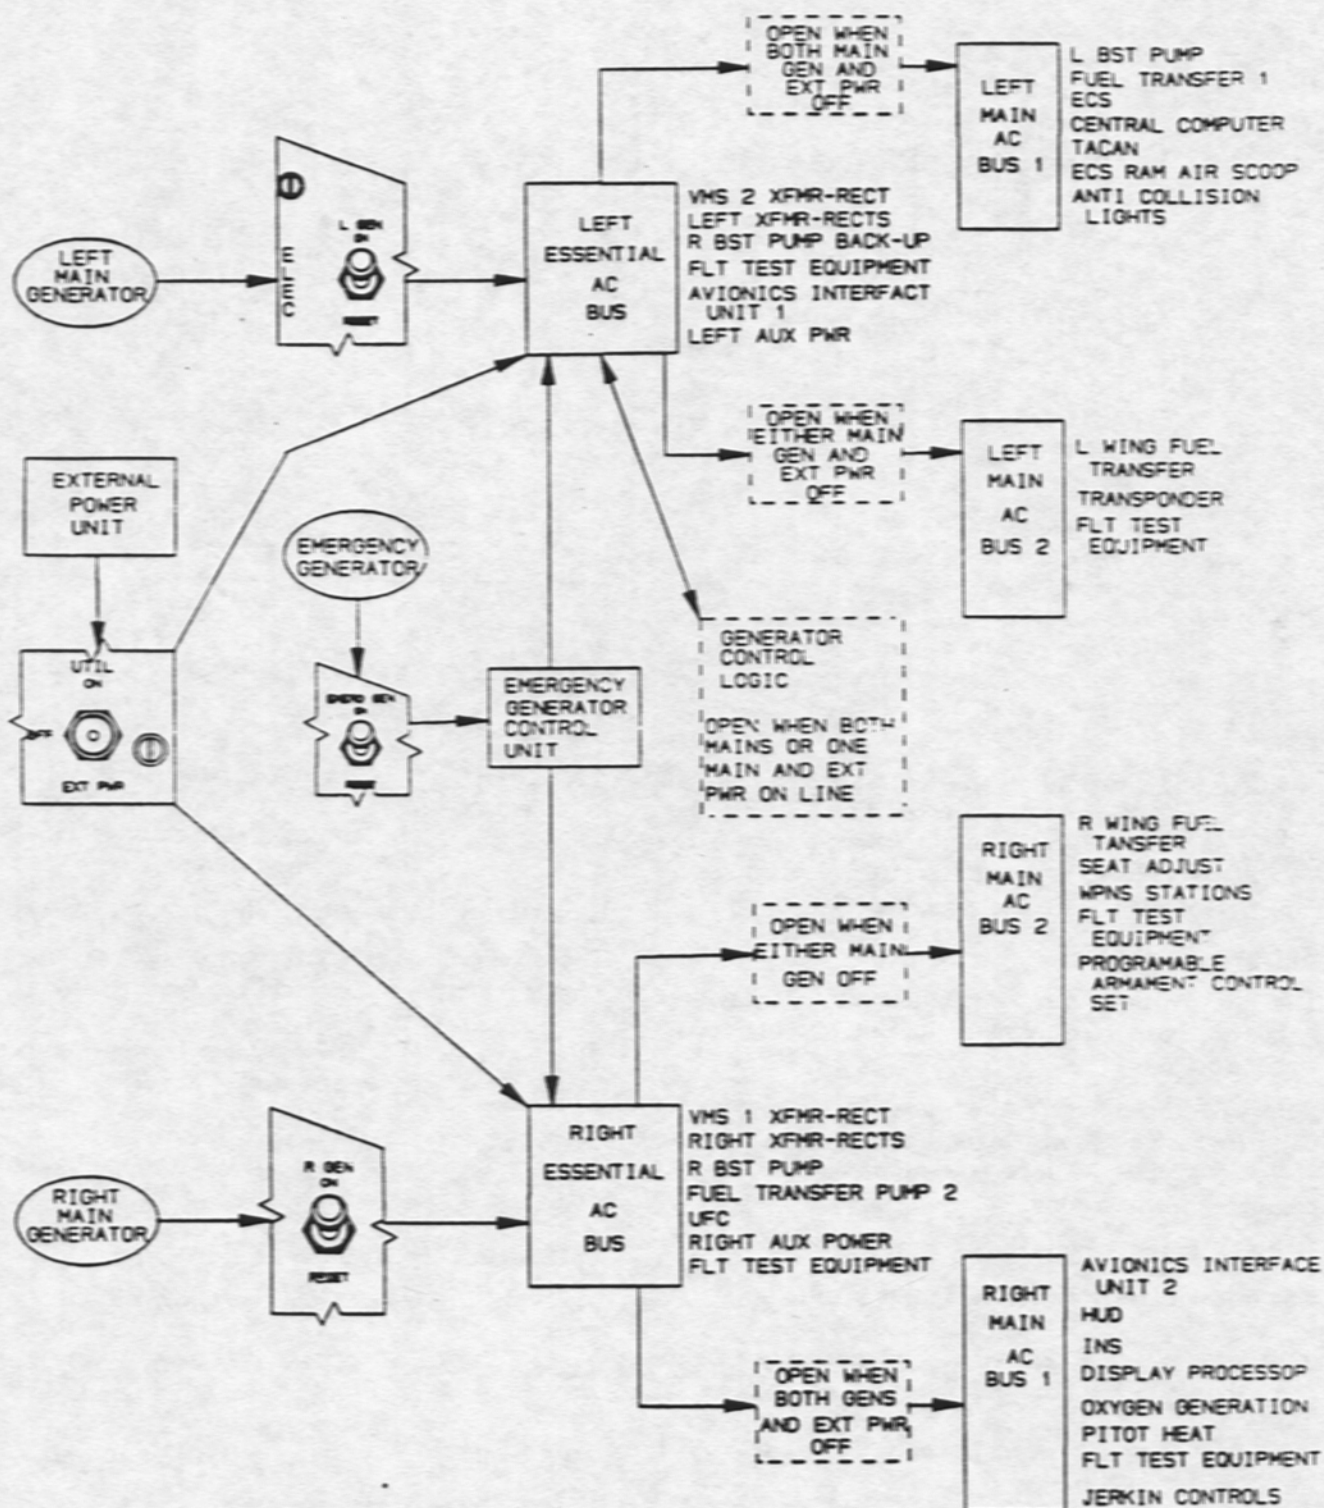 OPEN WHEN
BOTH MAIN
GEN AND
EXT PWR
OFF
LEFT
MAIN
AC
BUS 1
L BST PUMP
FUEL TRANSFER 1
ECS
CENTRAL COMPUTER
TACAN
ECS RAM AIR SCOOP
ANTI COLLISION
LIGHTS
LEFT
MAIN
GENERATOR
ELEC
L GEN
ON
RESET
LEFT
ESSENTIAL
AC
BUS
VMS 2 XFMR-RECT
LEFT XFMR-RECTS
R BST PUMP BACK-UP
FLT TEST EQUIPMENT
AVIONICS INTERFACT
UNIT 1
LEFT AUX PWR
OPEN WHEN
EITHER MAIN
GEN AND
EXT PWR
OFF
LEFT
MAIN
AC
BUS 2
L WING FUEL
TRANSFER
TRANSPONDER
FLT TEST
EQUIPMENT
EXTERNAL
POWER
UNIT
EMERGENCY
GENERATOR
UTIL
ON
OFF
EXT PWR
EMERG GEN
ON
RESET
EMERGENCY
GENERATOR
CONTROL
UNIT
GENERATOR
CONTROL
LOGIC
OPEN WHEN BOTH
MAINS OR ONE
MAIN AND EXT
PWR ON LINE
RIGHT
MAIN
AC
BUS 2
R WING FUEL
TANSFER
SEAT ADJUST
WPNS STATIONS
FLT TEST
EQUIPMENT
PROGRAMABLE
ARMAMENT CONTROL
SET
OPEN WHEN
EITHER MAIN
GEN OFF
RIGHT
MAIN
GENERATOR
R GEN
ON
RESET
RIGHT
ESSENTIAL
AC
BUS
VMS 1 XFMR-RECT
RIGHT XFMR-RECTS
R BST PUMP
FUEL TRANSFER PUMP 2
UFC
RIGHT AUX POWER
FLT TEST EQUIPMENT
OPEN WHEN
BOTH GENS
AND EXT PWR
OFF
RIGHT
MAIN
AC
BUS 1
AVIONICS INTERFACE
UNIT 2
HUD
INS
DISPLAY PROCESSOP
OXYGEN GENERATION
PITOT HEAT
FLT TEST EQUIPMENT
JERKIN CONTROLS